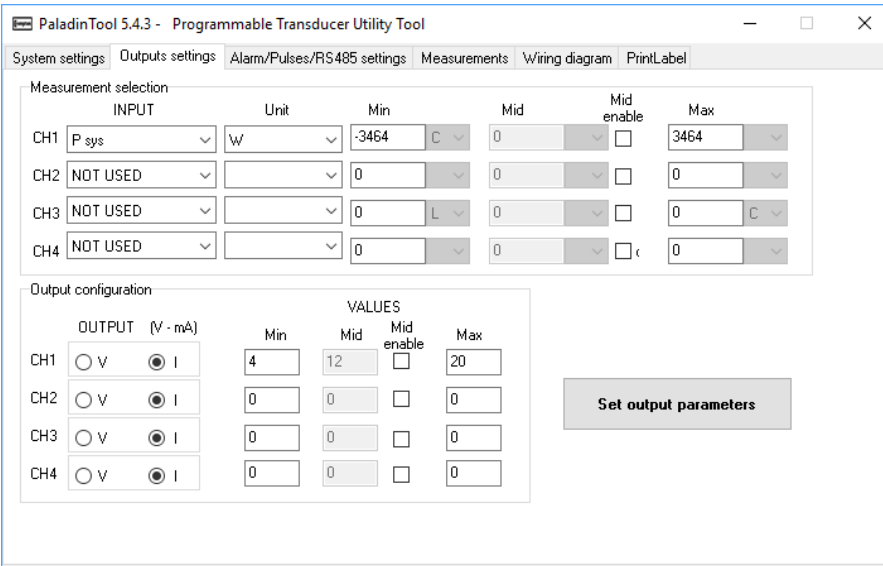 PaladinTool 5.4.3 - Programmable Transducer Utility Tool
System settings Outputs settings Alarm/Pulses/RS485 settings Measurements Wiring diagram PrintLabel
Measurement selection
INPUT Unit Min Mid Mid enable Max
CH1 P sys W -3464 C 0 3464
CH2 NOT USED 0 0 0
CH3 NOT USED 0 L 0 0 C
CH4 NOT USED 0 0 0
Output configuration
VALUES
OUTPUT (V - mA) Min Mid Mid enable Max
CH1 V I 4 12 20
CH2 V I 0 0 0
CH3 V I 0 0 0
CH4 V I 0 0 0
Set output parameters